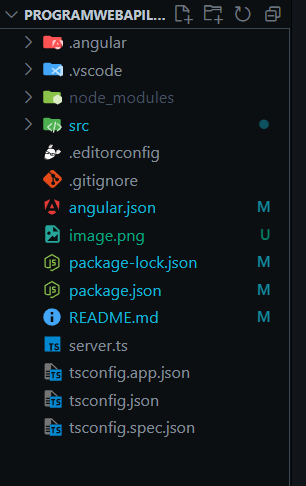 PROGRAMWEBAPIL...
.angular
.vscode
node_modules
src
.editorconfig
.gitignore
angular.json M
image.png U
package-lock.json M
package.json M
README.md M
server.ts
tsconfig.app.json
tsconfig.json
tsconfig.spec.json